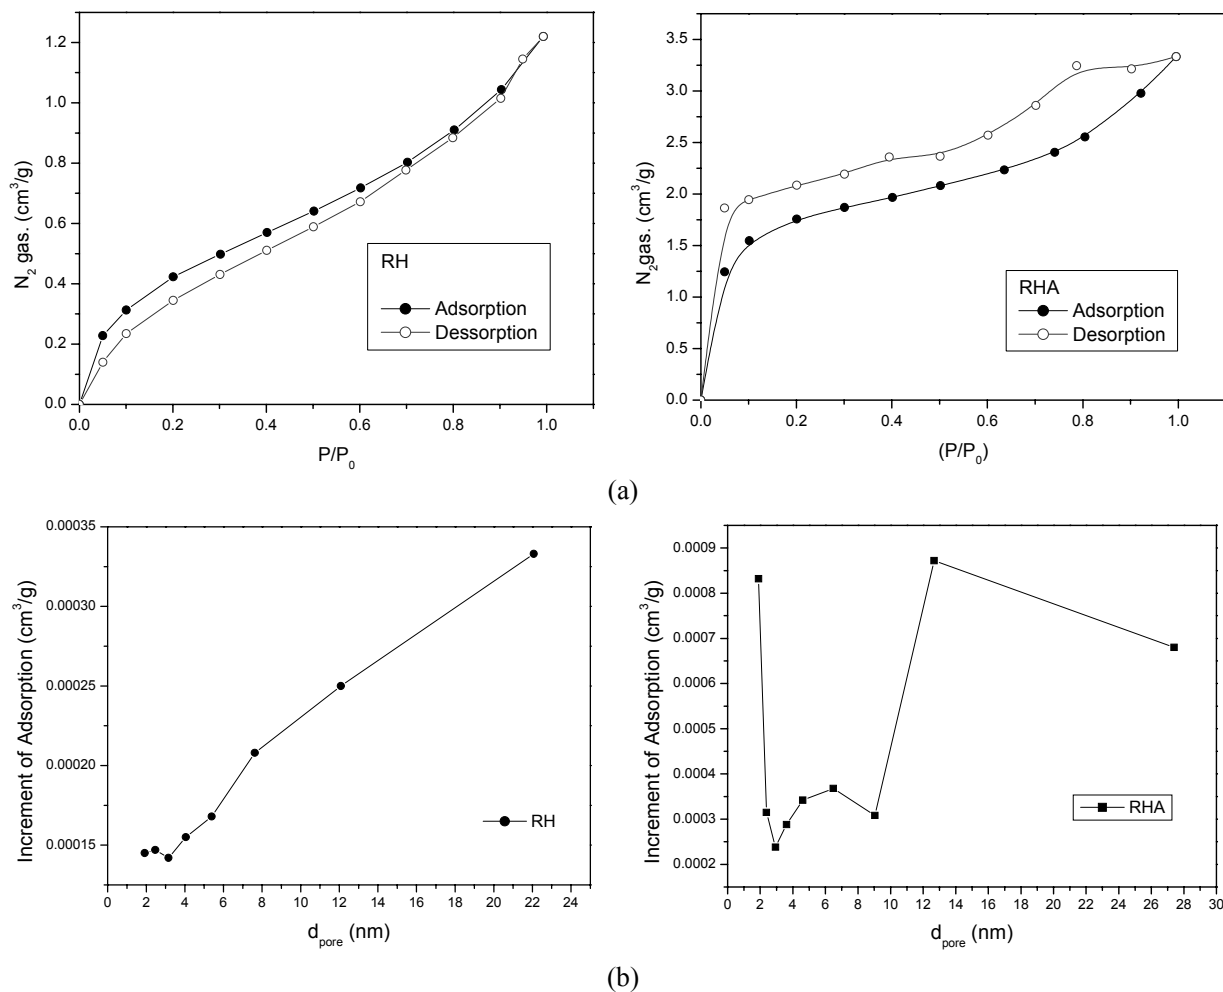 1.2
1.0
0.8
0.6
0.4
0.2
0.0
N2 gas. (cm3/g)
RH
Adsorption
Dessorption
0.0 0.2 0.4 0.6 0.8 1.0
P/P0
3.5
3.0
2.5
2.0
1.5
1.0
0.5
0.0
N2gas. (cm3/g)
RHA
Adsorption
Desorption
0.0 0.2 0.4 0.6 0.8 1.0
(P/P0)
(a)
0.00035
0.00030
0.00025
0.00020
0.00015
Increment of Adsorption (cm3/g)
RH
0 2 4 6 8 10 12 14 16 18 20 22 24
dpore (nm)
0.0009
0.0008
0.0007
0.0006
0.0005
0.0004
0.0003
0.0002
Increment of Adsorption (cm3/g)
RHA
0 2 4 6 8 10 12 14 16 18 20 22 24 26 28 30
dpore (nm)
(b)